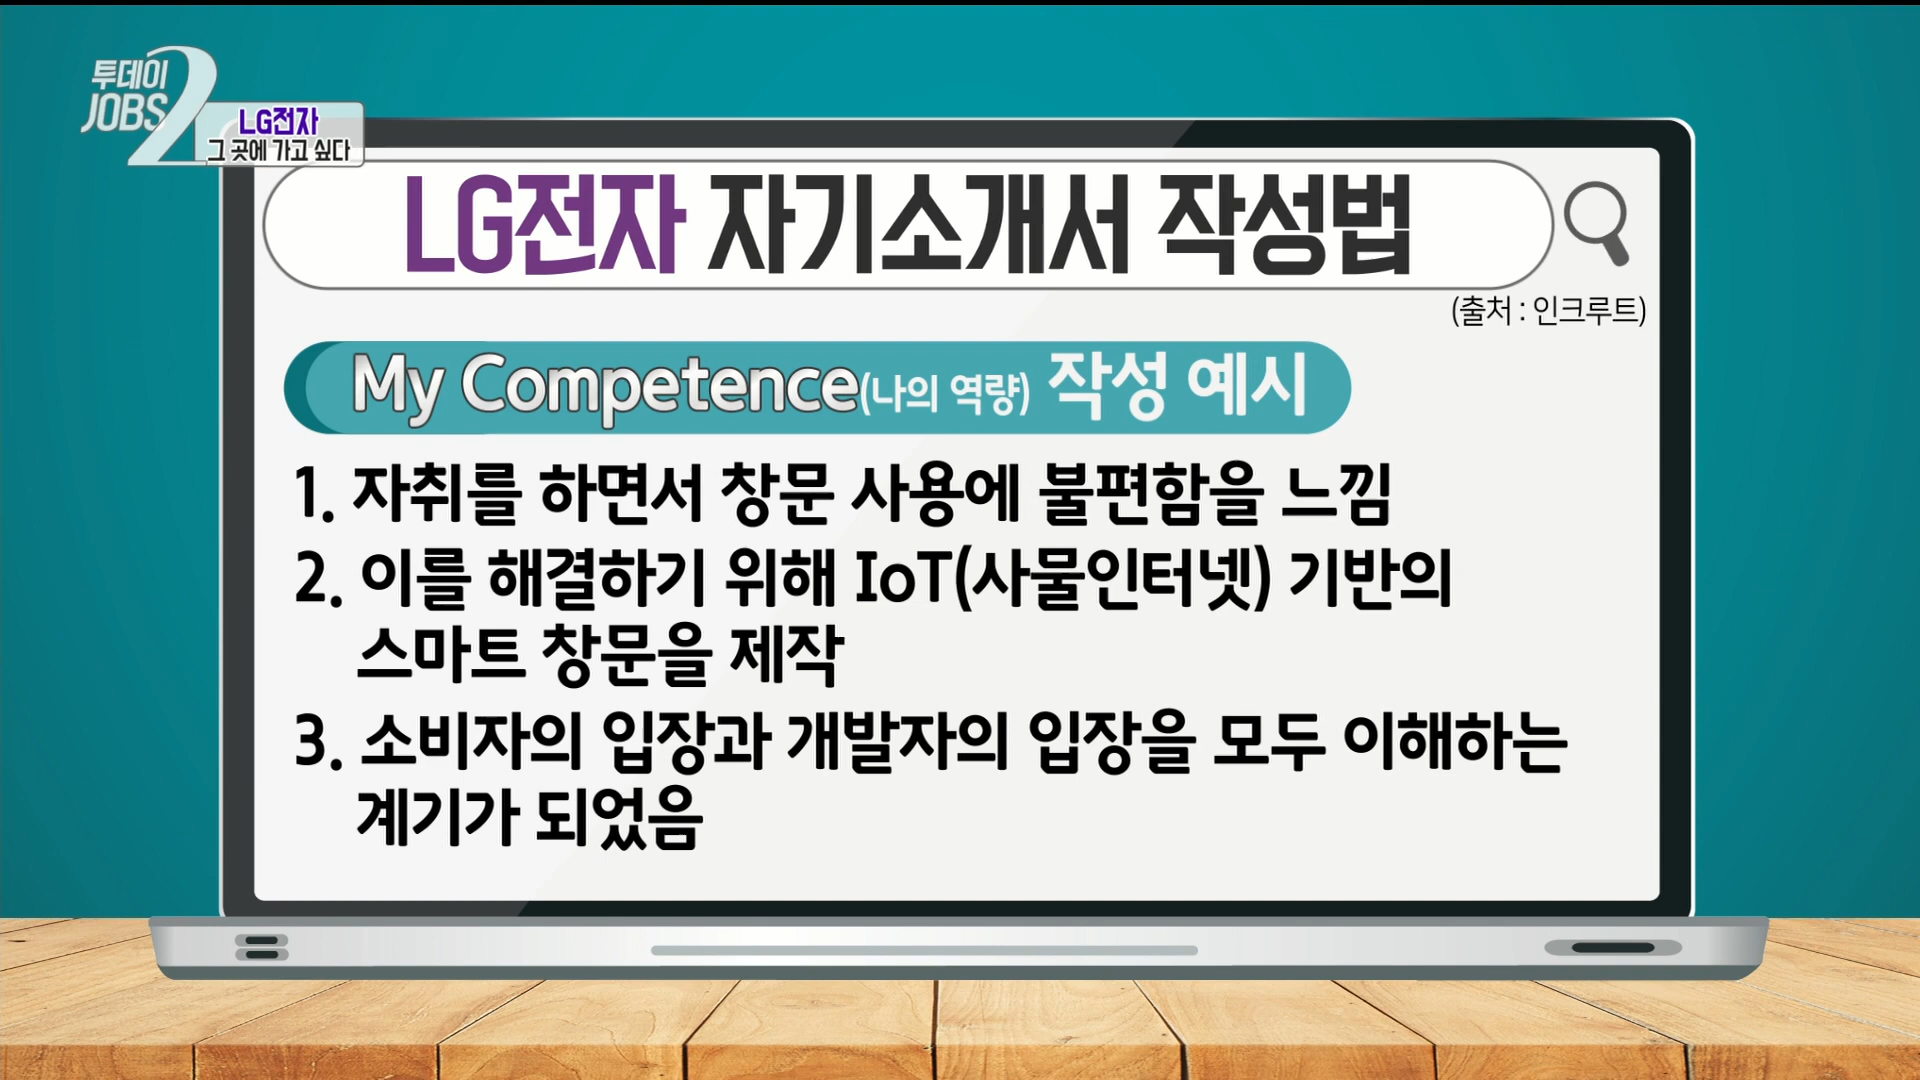 투데이
JOBS 2
LG전자
그 곳에 가고 싶다
LG전자 자기소개서 작성법
(출처 : 인크루트)
My Competence(나의 역량) 작성 예시
1. 자취를 하면서 창문 사용에 불편함을 느낌
2. 이를 해결하기 위해 IoT(사물인터넷) 기반의
스마트 창문을 제작
3. 소비자의 입장과 개발자의 입장을 모두 이해하는
계기가 되었음